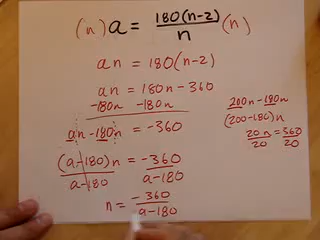 (n) a = 180(n-2)/n (n)
an = 180(n-2)
an = 180n - 360
-180n -180n
an - 180n = -360
(a-180)n/a-180 = -360/a-180
n = -360/a-180
200n - 180n
(200-180)n
20n/20 = 360/20